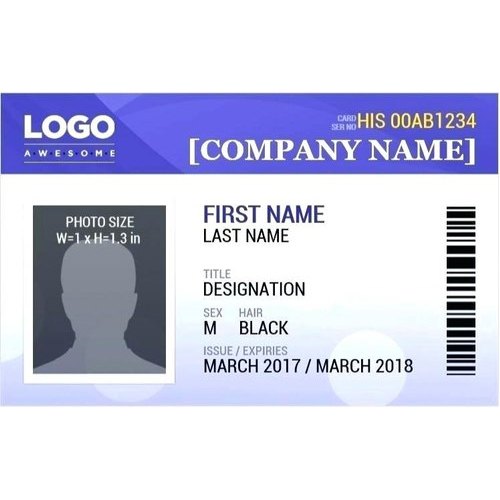 LOGO
AWESOME
CARD
SER NO
HIS 00AB1234
[COMPANY NAME]
PHOTO SIZE
W=1 x H=1.3 in
FIRST NAME
LAST NAME
TITLE
DESIGNATION
SEX HAIR
M BLACK
ISSUE / EXPIRIES
MARCH 2017 / MARCH 2018